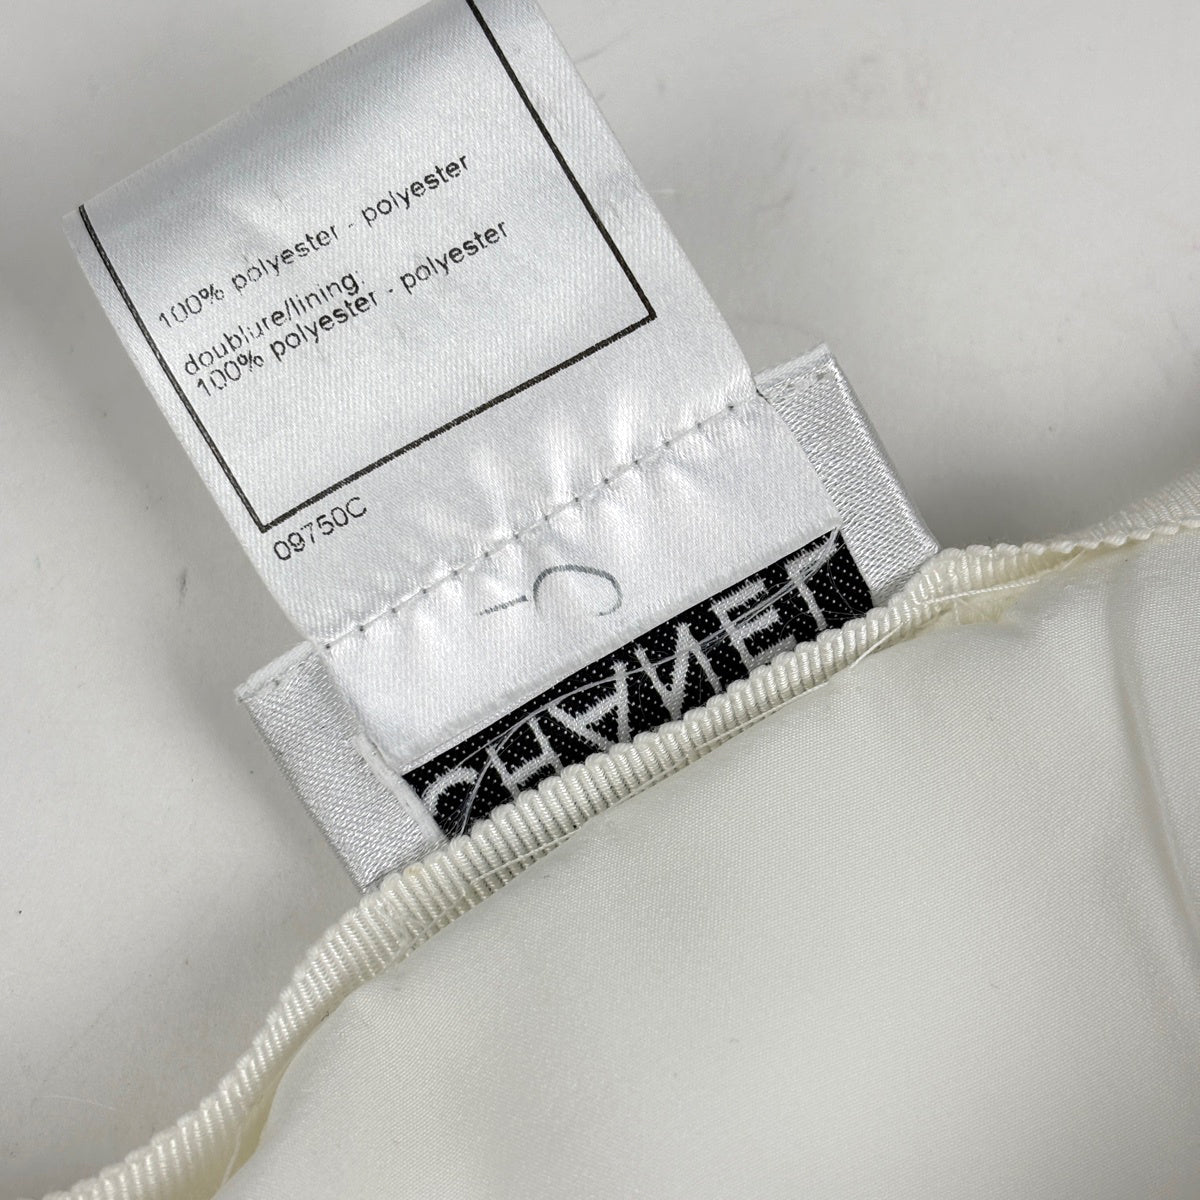 100% polyester - polyester
doublure/lining:
100% polyester - polyester
09750C
CHANEL